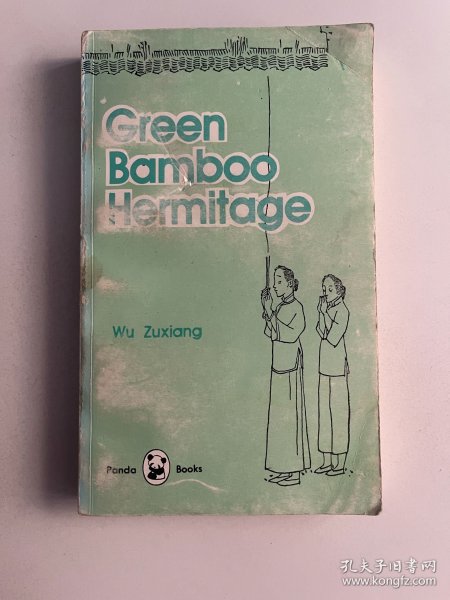 Green
Bamboo
Hermitage
Wu Zuxiang
Panda Books
孔夫子旧书网
www.kongfz.com